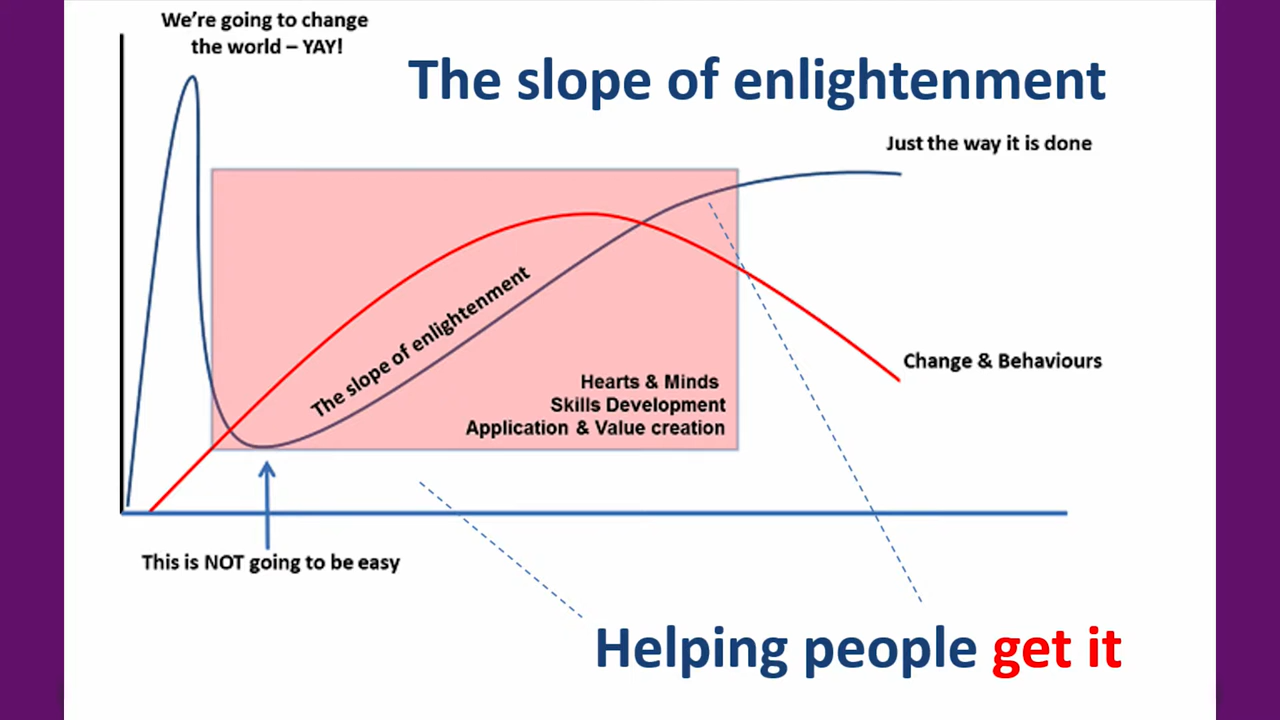 We're going to change
the world – YAY!
The slope of enlightenment
Just the way it is done
The slope of enlightenment
Change & Behaviours
Hearts & Minds
Skills Development
Application & Value creation
This is NOT going to be easy
Helping people get it